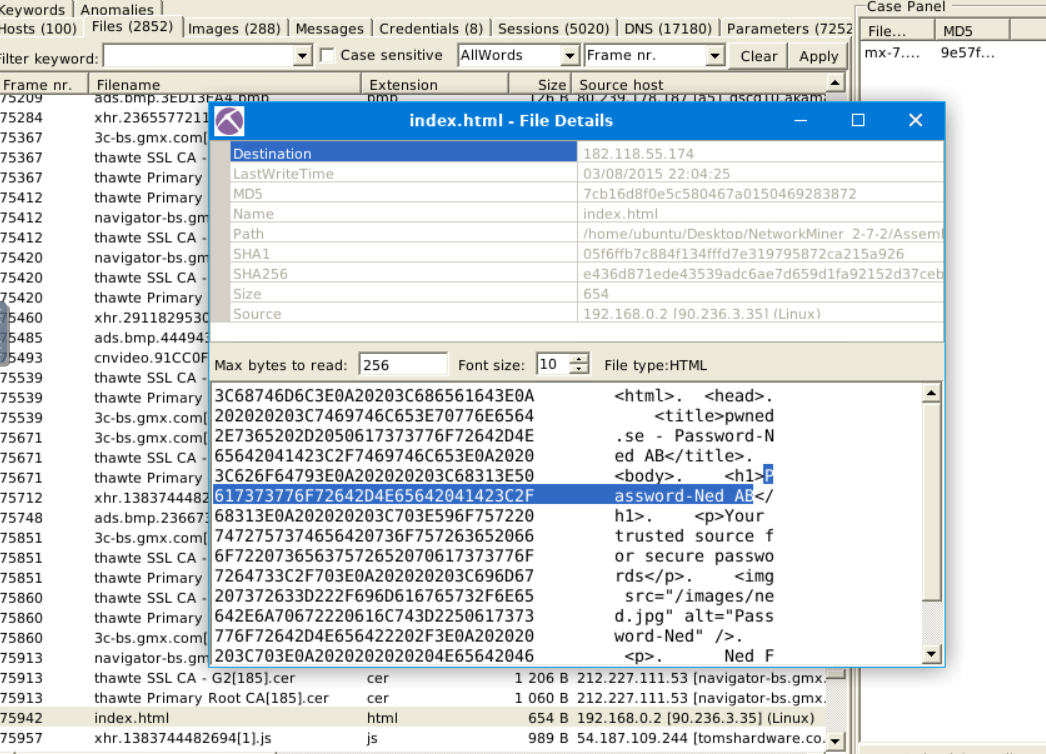 Keywords | Anomalies
Hosts (100) Files (2852) Images (288) Messages Credentials (8) Sessions (5020) DNS (17180) Parameters (7252
Case Panel
File... MD5
mx-7.... 9e57f...
Filter keyword: Case sensitive AllWords Frame nr. Clear Apply
Frame nr. Filename Extension Size Source host
75209 ads.bmp.3ED13EA4.bmp bmp 126 B 80.239.178.187 [a51.dscg10.akama
75284 xhr.2365577211
75367 3c-bs.gmx.com[
75367 thawte SSL CA -
75367 thawte Primary
75412 thawte Primary
75412 navigator-bs.gm
75412 thawte SSL CA -
75420 navigator-bs.gm
75420 thawte SSL CA -
75420 thawte Primary
75460 xhr.2911829530
75485 ads.bmp.44494
75493 cnvideo.91CC0F
75539 thawte SSL CA -
75539 thawte Primary
75539 3c-bs.gmx.com[
75671 3c-bs.gmx.com[
75671 thawte SSL CA -
75671 thawte Primary
75712 xhr.1383744482
75748 ads.bmp.23667
75851 3c-bs.gmx.com[
75851 thawte SSL CA -
75851 thawte Primary
75860 thawte SSL CA -
75860 thawte Primary
75860 3c-bs.gmx.com[
75913 navigator-bs.gm
75913 thawte SSL CA - G2[185].cer cer 1 206 B 212.227.111.53 [navigator-bs.gmx.
75913 thawte Primary Root CA[185].cer cer 1 060 B 212.227.111.53 [navigator-bs.gmx.
75942 index.html html 654 B 192.168.0.2 [90.236.3.35] (Linux)
75957 xhr.1383744482694[1].js js 989 B 54.187.109.244 [tomshardware.co.
index.html - File Details
Destination 182.118.55.174
LastWriteTime 03/08/2015 22:04:25
MD5 7cb16d8f0e5c580467a0150469283872
Name index.html
Path /home/ubuntu/Desktop/NetworkMiner_2-7-2/Assembl
SHA1 05f6ffb7c884f134fffd7e319795872ca215a926
SHA256 e436d871ede43539adc6ae7d659d1fa92152d37ceb
Size 654
Source 192.168.0.2 [90.236.3.35] (Linux)
Max bytes to read: 256 Font size: 10 File type:HTML
3C68746D6C3E0A20203C686561643E0A <html>. <head>.
202020203C7469746C653E70776E6564 <title>pwned
2E7365202D2050617373776F72642D4E .se - Password-N
65642041423C2F7469746C653E0A2020 ed AB</title>.
3C626F64793E0A202020203C68313E50 <body>. <h1>P
617373776F72642D4E65642041423C2F assword-Ned AB</
68313E0A202020203C703E596F757220 h1>. <p>Your
7472757374656420736F757263652066 trusted source f
6F72207365637572652070617373776F or secure passwo
7264733C2F703E0A202020203C696D67 rds</p>. <img
207372633D222F696D616765732F6E65 src="/images/ne
642E6A70672220616C743D2250617373 d.jpg" alt="Pass
776F72642D4E656422202F3E0A202020 word-Ned" />.
203C703E0A2020202020204E65642046 <p>. Ned F